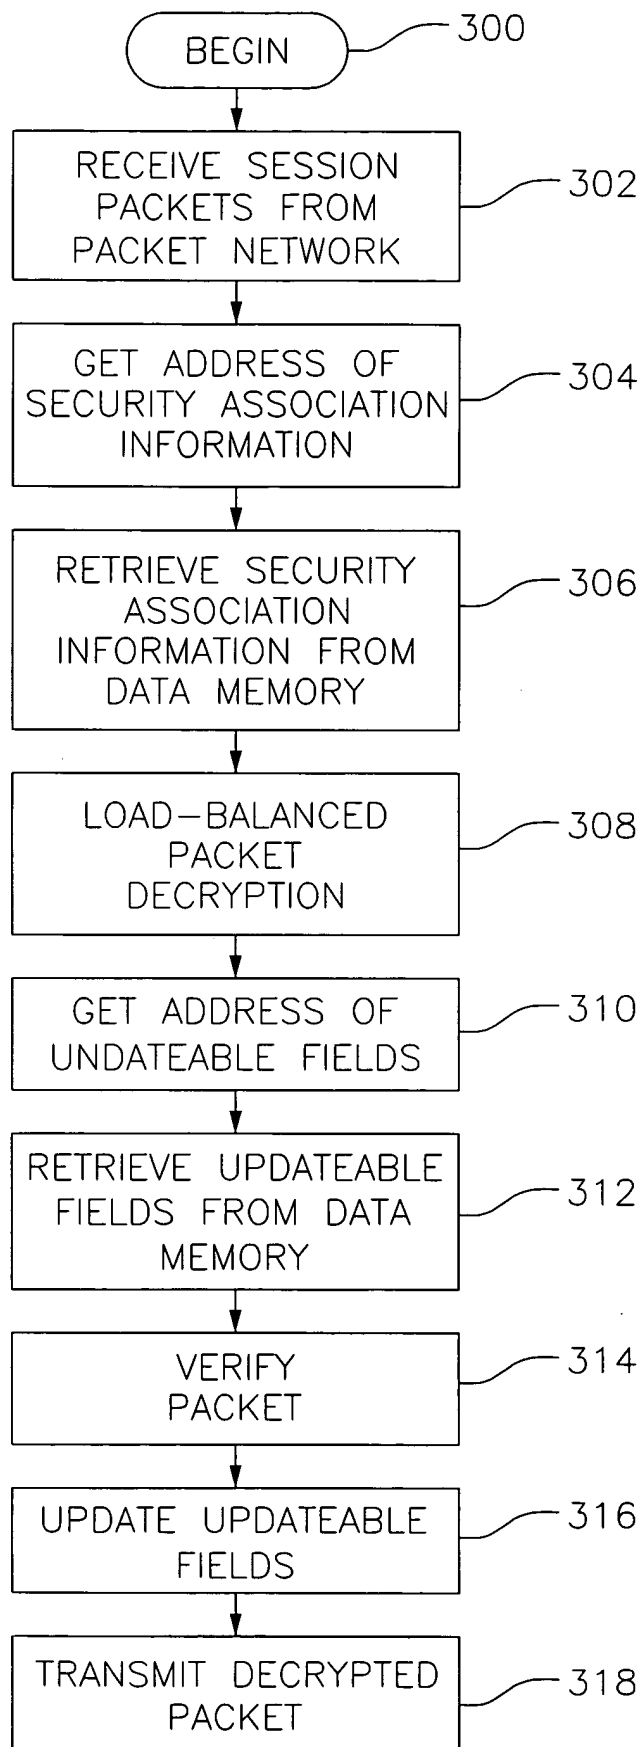 BEGIN
300
RECEIVE SESSION
PACKETS FROM
PACKET NETWORK
302
GET ADDRESS OF
SECURITY ASSOCIATION
INFORMATION
304
RETRIEVE SECURITY
ASSOCIATION
INFORMATION FROM
DATA MEMORY
306
LOAD-BALANCED
PACKET
DECRYPTION
308
GET ADDRESS OF
UNDATEABLE FIELDS
310
RETRIEVE UPDATEABLE
FIELDS FROM DATA
MEMORY
312
VERIFY
PACKET
314
UPDATE UPDATEABLE
FIELDS
316
TRANSMIT DECRYPTED
PACKET
318